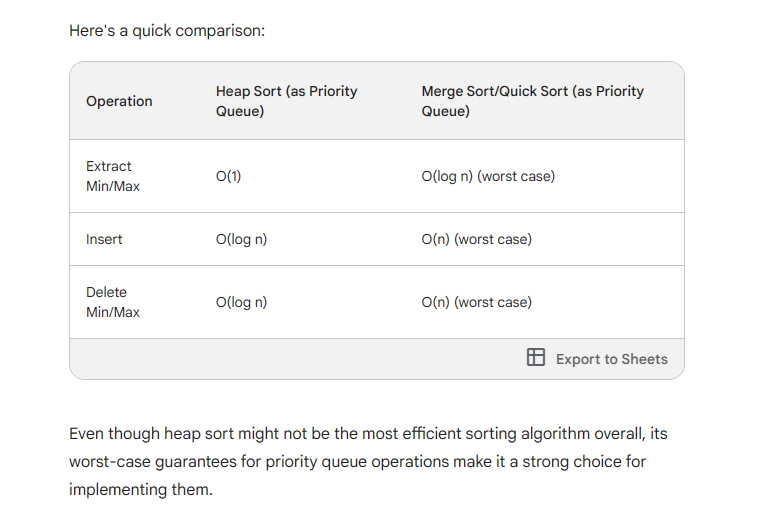 Here's a quick comparison:
Operation
Heap Sort (as Priority
Queue)
Merge Sort/Quick Sort (as Priority
Queue)
Extract
Min/Max
O(1)
O(log n) (worst case)
Insert
O(log n)
O(n) (worst case)
Delete
Min/Max
O(log n)
O(n) (worst case)
Export to Sheets
Even though heap sort might not be the most efficient sorting algorithm overall, its
worst-case guarantees for priority queue operations make it a strong choice for
implementing them.